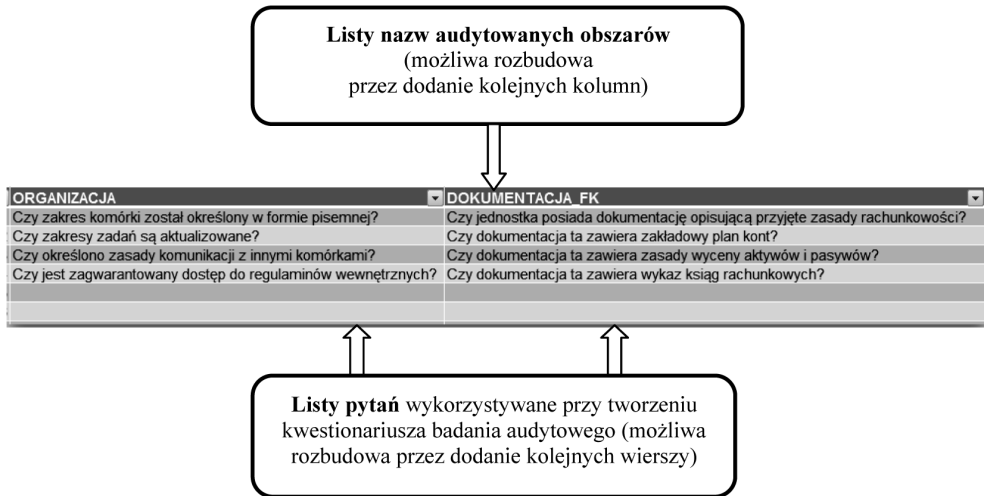 Listy nazw audytowanych obszarów
(możliwa rozbudowa
przez dodanie kolejnych kolumn)
ORGANIZACJA DOKUMENTACJA_FK
Czy zakres komórki został określony w formie pisemnej? Czy jednostka posiada dokumentację opisującą przyjęte zasady rachunkowości?
Czy zakresy zadań są aktualizowane? Czy dokumentacja ta zawiera zakładowy plan kont?
Czy określono zasady komunikacji z innymi komórkami? Czy dokumentacja ta zawiera zasady wyceny aktywów i pasywów?
Czy jest zagwarantowany dostęp do regulaminów wewnętrznych? Czy dokumentacja ta zawiera wykaz ksiąg rachunkowych?
Listy pytań wykorzystywane przy tworzeniu
kwestionariusza badania audytowego (możliwa
rozbudowa przez dodanie kolejnych wierszy)